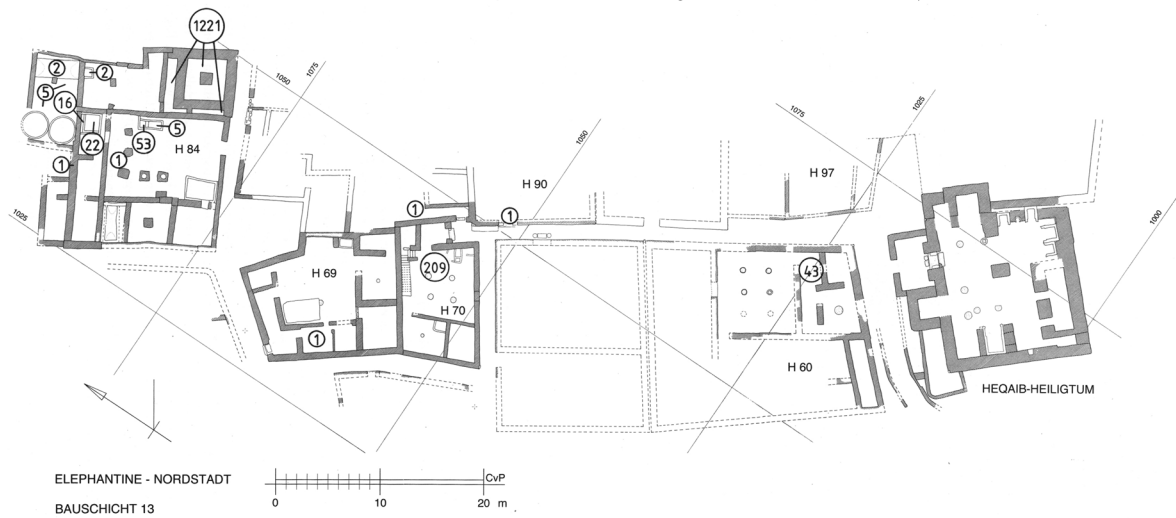 1221
1050
1075
2
2
5
16
22
53
5
1
1
H 84
1025
1050
1025
1075
1000
H 90
H 97
1
1
H 69
209
H 70
1
43
H 60
HEQAIB-HEILIGTUM
ELEPHANTINE - NORDSTADT
BAUSCHICHT 13
CvP
0 10 20 m